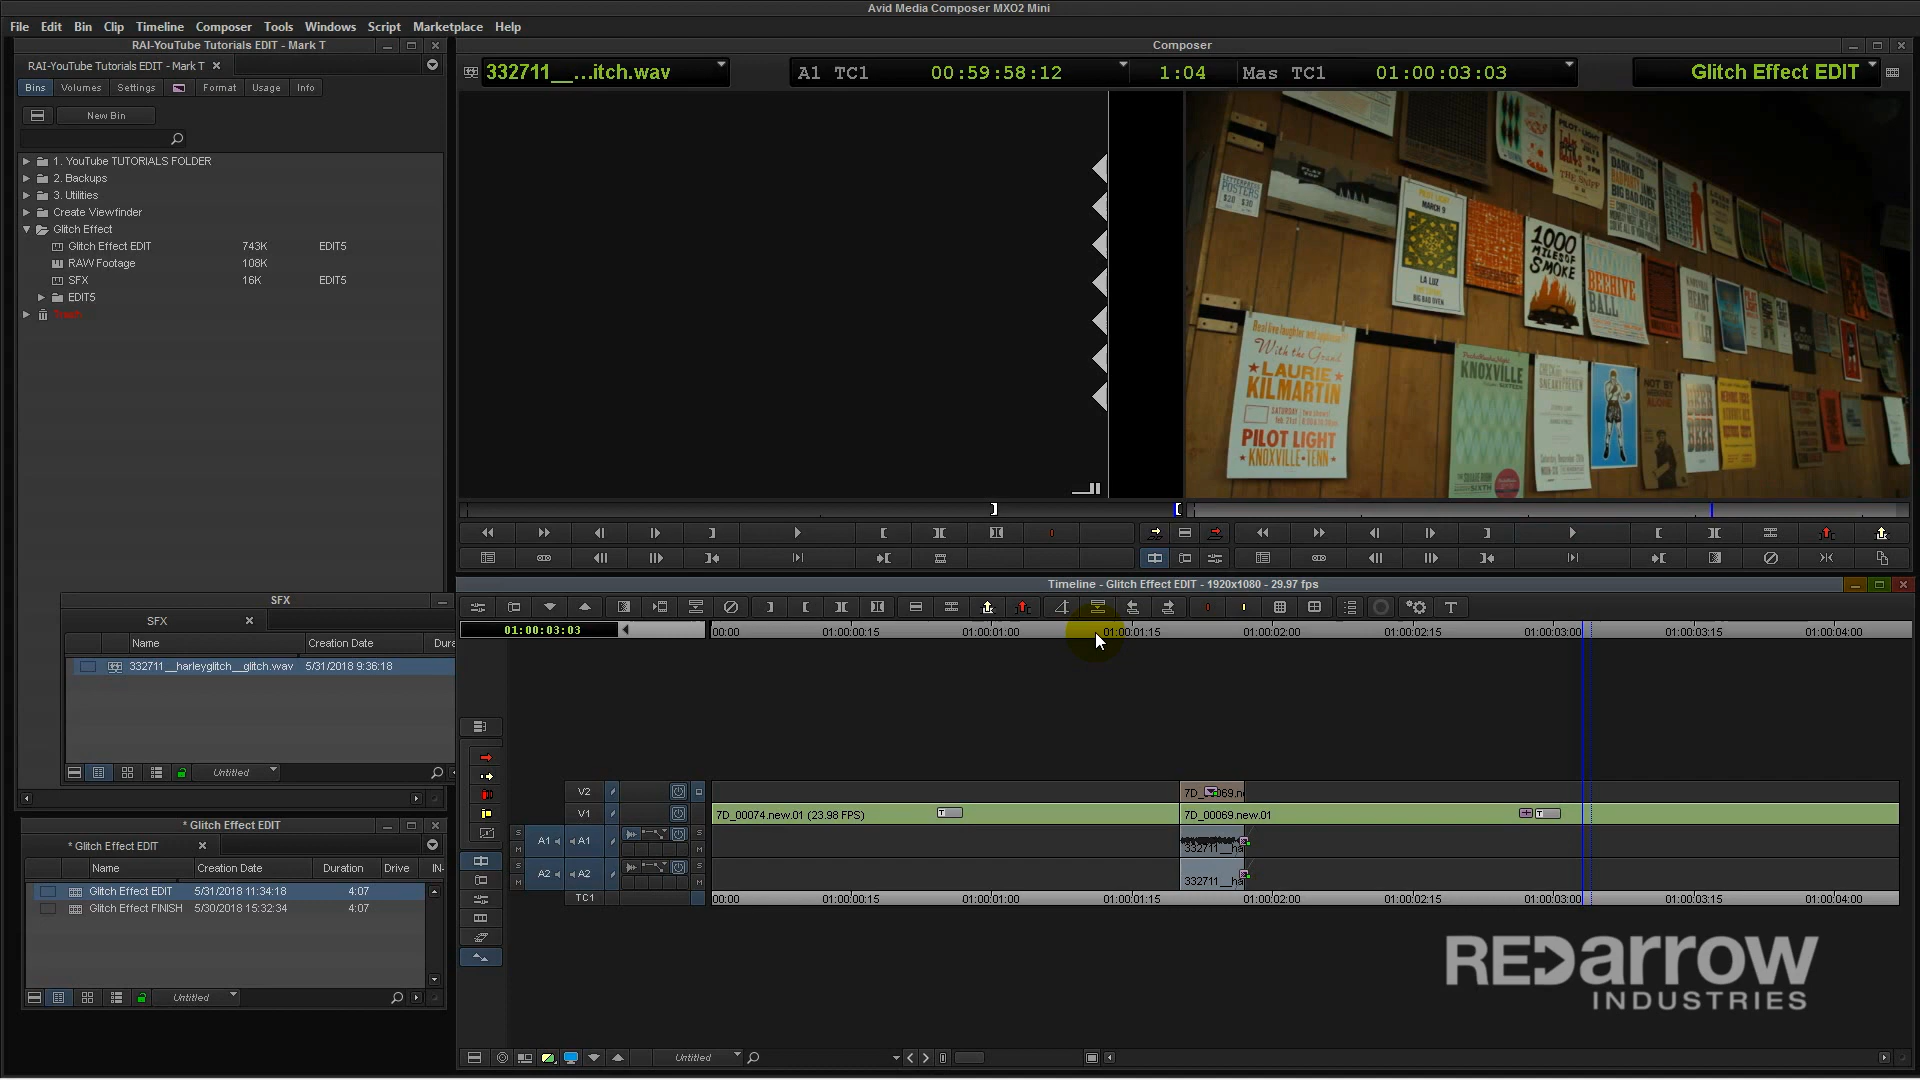 Avid Media Composer MXO2 Mini
File Edit Bin Clip Timeline Composer Tools Windows Script Marketplace Help
RAI-YouTube Tutorials EDIT - Mark T
RAI-YouTube Tutorials EDIT - Mark T
Bins Volumes Settings Format Usage Info
New Bin
1. YouTube TUTORIALS FOLDER
2. Backups
3. Utilities
Create Viewfinder
Glitch Effect
Glitch Effect EDIT 743K EDIT5
RAW Footage 108K
SFX 16K EDIT5
EDIT5
Trash
Composer
332711__...itch.wav
A1 TC1 00:59:58:12 1:04 Mas TC1 01:00:03:03
Glitch Effect EDIT
LETTERPRESS
POSTERS
$20 $30
PILOT LIGHT
MARCH 9
LA LUZ
BIG BAD OVEN
1000
MILES OF
SMOKE
BEEHIVE
BALL
Real live laughter and applause
With the Grand
LAURIE
KILMARTIN
SATURDAY
PILOT LIGHT
KNOXVILLE-TENN
KNOXVILLE
SFX
SFX
Name Creation Date Dura
332711__harleyglitch__glitch.wav 5/31/2018 9:36:18
Untitled
* Glitch Effect EDIT
* Glitch Effect EDIT
Name Creation Date Duration Drive IN-
Glitch Effect EDIT 5/31/2018 11:34:18 4:07
Glitch Effect FINISH 5/30/2018 15:32:34 4:07
Untitled
Timeline - Glitch Effect EDIT - 1920x1080 - 29.97 fps
01:00:03:03
00:00 01:00:00:15 01:00:01:00 01:00:01:15 01:00:02:00 01:00:02:15 01:00:03:00 01:00:03:15 01:00:04:00
V2 7D_00069.ne
V1 7D_00074.new.01 (23.98 FPS) 7D_00069.new.01
A1 A1 332711__ha
A2 A2 332711__ha
TC1 00:00 01:00:00:15 01:00:01:00 01:00:01:15 01:00:02:00 01:00:02:15 01:00:03:00 01:00:03:15 01:00:04:00
REDarrow
INDUSTRIES
Untitled